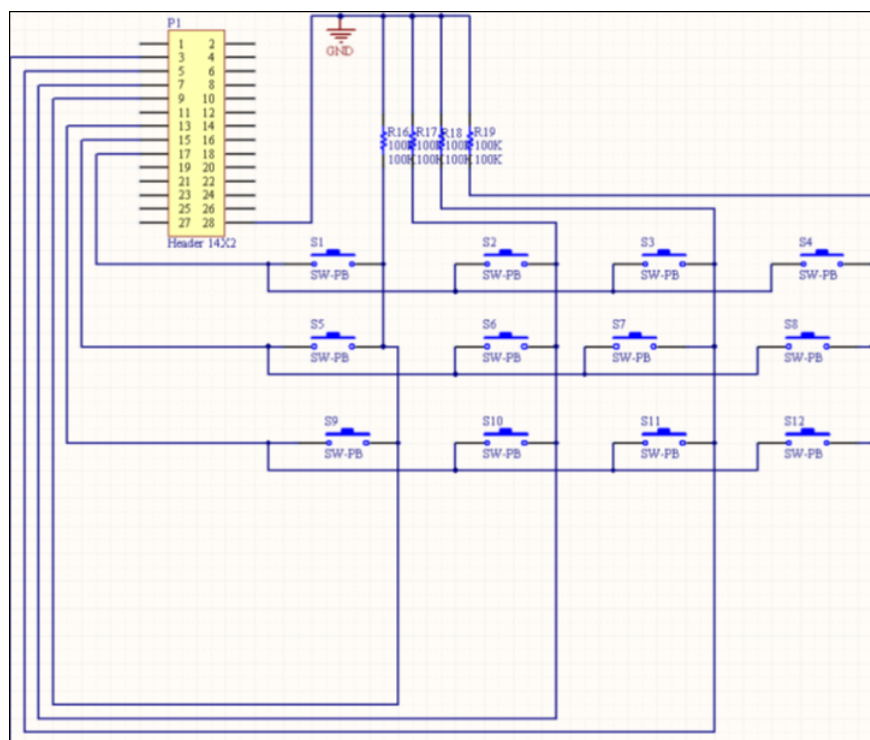 P1
1 2
3 4
5 6
7 8
9 10
11 12
13 14
15 16
17 18
19 20
21 22
23 24
25 26
27 28
Header 14X2
GND
R16 R17 R18 R19
100K 100K 100K 100K
100K 100K 100K 100K
S1 S2 S3 S4
SW-PB SW-PB SW-PB SW-PB
S5 S6 S7 S8
SW-PB SW-PB SW-PB SW-PB
S9 S10 S11 S12
SW-PB SW-PB SW-PB SW-PB